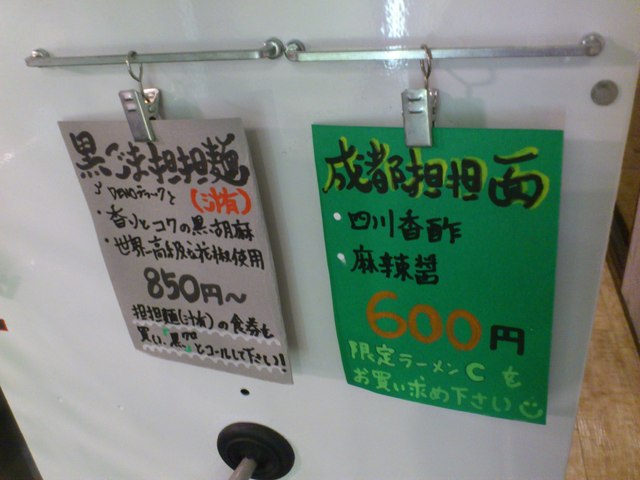 黒ごま担担麺
(汁有)
・香りとコクの黒胡麻
・世界一高級な花椒使用
850円〜
担担麺(汁有)の食券を
買い、"黒"とコールして下さい!
成都担担面
・四川香酢
・麻辣醤
600円
限定ラーメンCを
お買い求め下さい